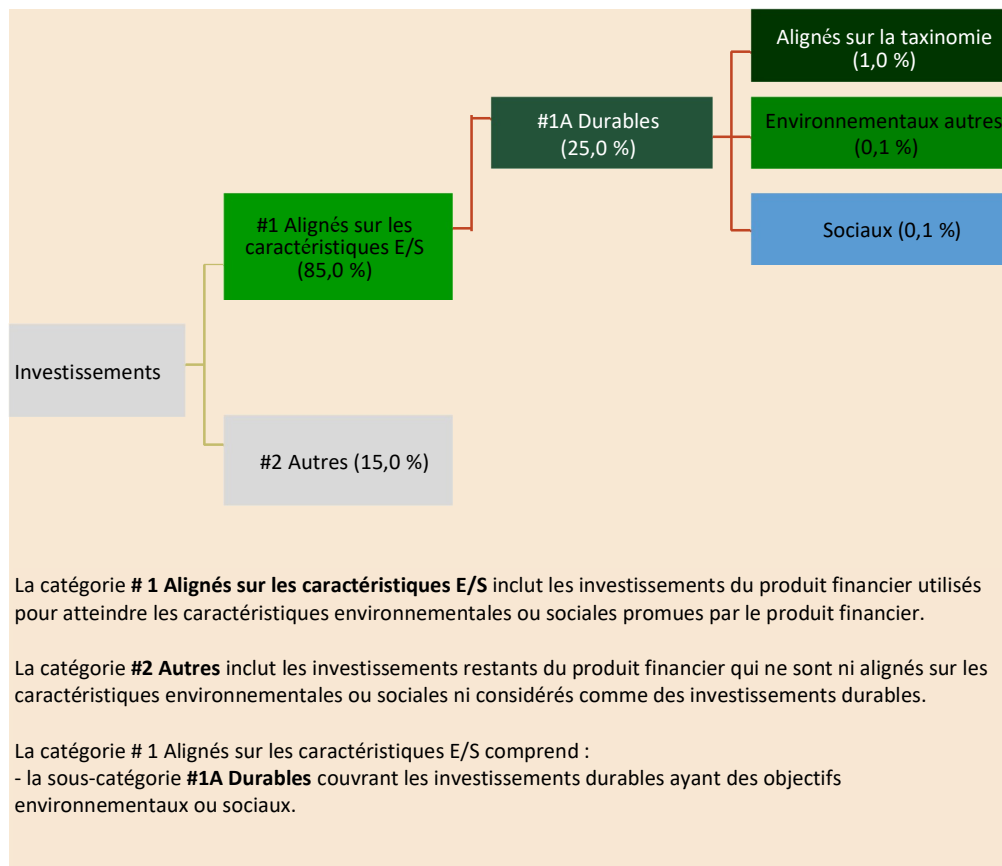 Alignés sur la taxinomie
(1,0 %)
#1A Durables
(25,0 %)
Environnementaux autres
(0,1 %)
#1 Alignés sur les
caractéristiques E/S
(85,0 %)
Sociaux (0,1 %)
Investissements
#2 Autres (15,0 %)
La catégorie # 1 Alignés sur les caractéristiques E/S inclut les investissements du produit financier utilisés
pour atteindre les caractéristiques environnementales ou sociales promues par le produit financier.
La catégorie #2 Autres inclut les investissements restants du produit financier qui ne sont ni alignés sur les
caractéristiques environnementales ou sociales ni considérés comme des investissements durables.
La catégorie # 1 Alignés sur les caractéristiques E/S comprend :
- la sous-catégorie #1A Durables couvrant les investissements durables ayant des objectifs
environnementaux ou sociaux.